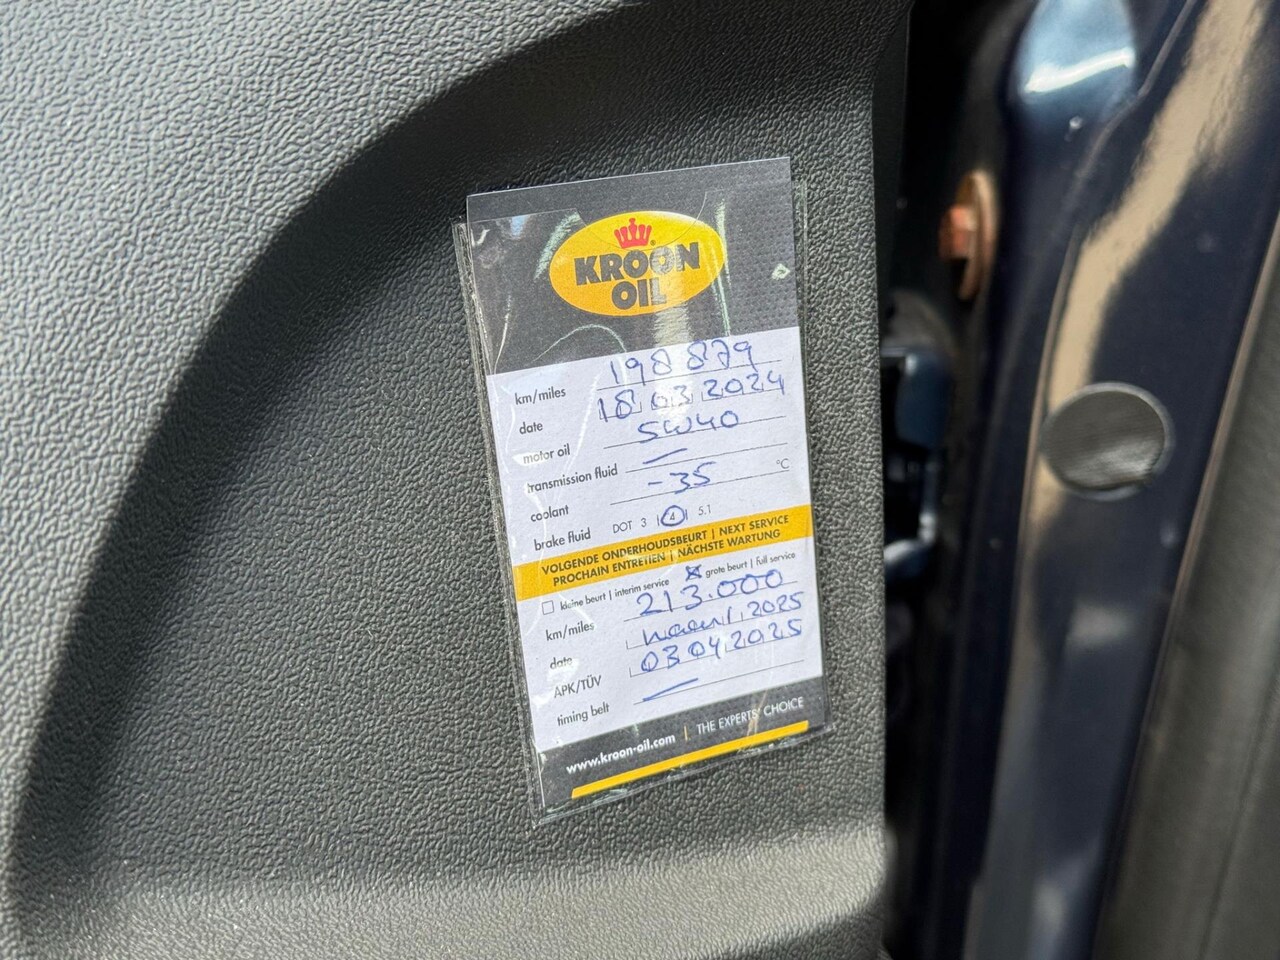 KROON
OIL
km/miles 198879
date 18 03 2024
motor oil 5W40
transmission fluid —
coolant -35 °C
brake fluid DOT 3 | 4 | 5.1
VOLGENDE ONDERHOUDSBEURT | NEXT SERVICE
PROCHAIN ENTRETIEN | NÄCHSTE WARTUNG
kleine beurt | interim service grote beurt | full service
km/miles 213.000
date 2025
APK/TÜV 03 04 2025
timing belt —
www.kroon-oil.com | THE EXPERTS' CHOICE